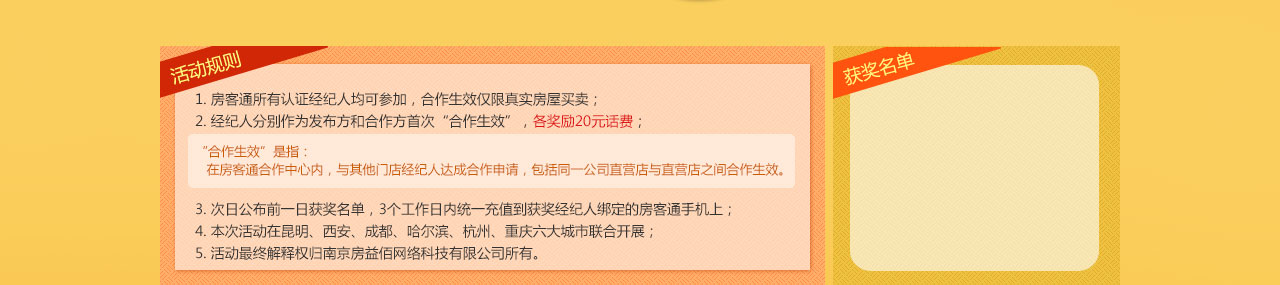 活动规则
1. 房客通所有认证经纪人均可参加，合作生效仅限真实房屋买卖；
2. 经纪人分别作为发布方和合作方首次“合作生效”，各奖励20元话费；
“合作生效”是指：
在房客通合作中心内，与其他门店经纪人达成合作申请，包括同一公司直营店与直营店之间合作生效。
3. 次日公布前一日获奖名单，3个工作日内统一充值到获奖经纪人绑定的房客通手机上；
4. 本次活动在昆明、西安、成都、哈尔滨、杭州、重庆六大城市联合开展；
5. 活动最终解释权归南京房益佰网络科技有限公司所有。
获奖名单